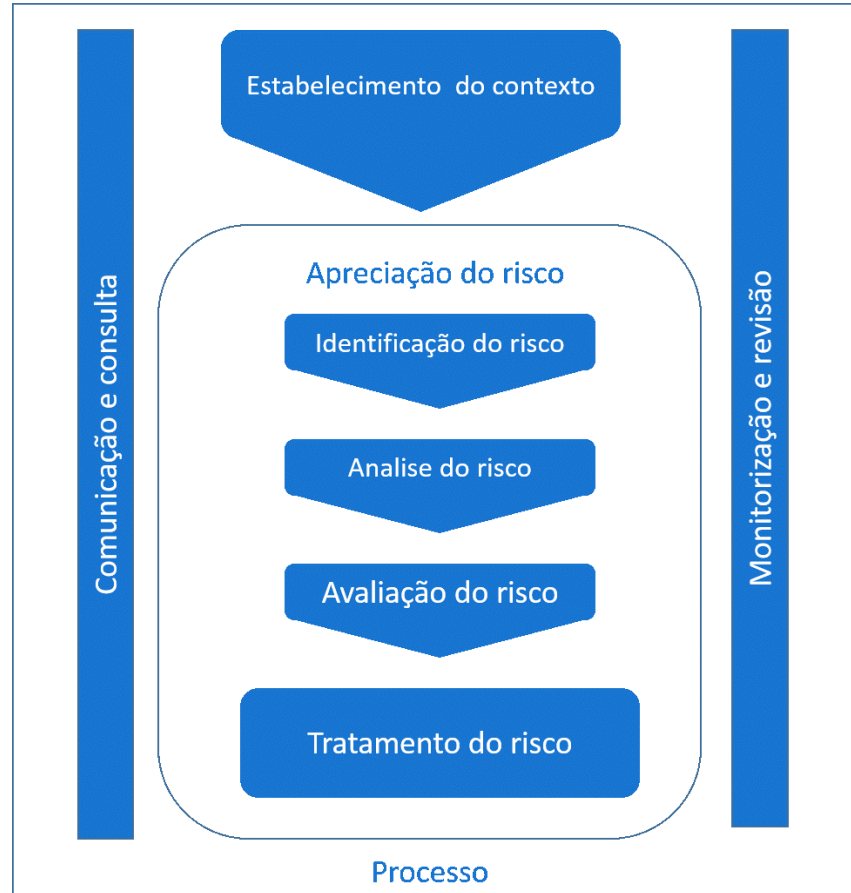 Estabelecimento do contexto
Comunicação e consulta
Apreciação do risco
Identificação do risco
Analise do risco
Avaliação do risco
Tratamento do risco
Monitorização e revisão
Processo